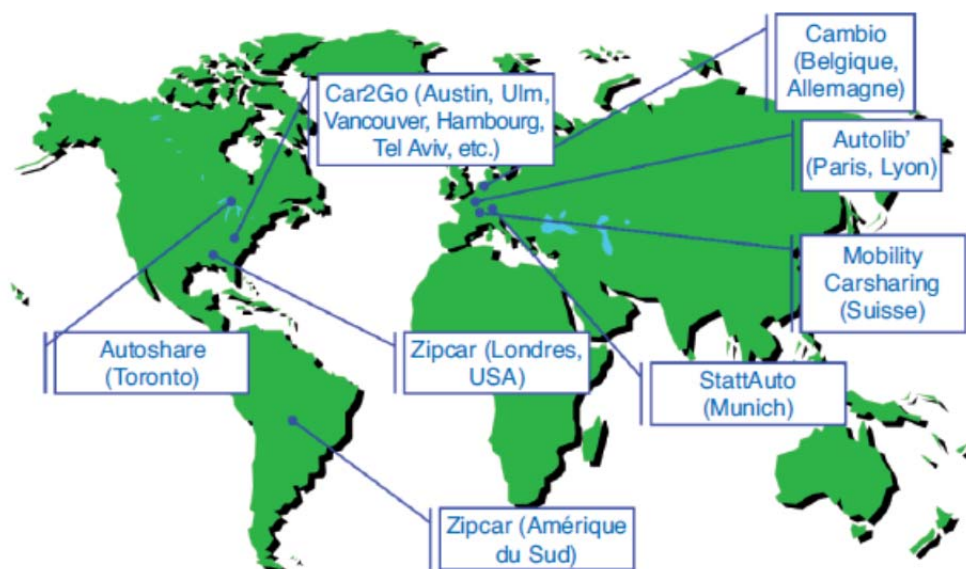 Cambio
(Belgique,
Allemagne)
Car2Go (Austin, Ulm,
Vancouver, Hambourg,
Tel Aviv, etc.)
Autolib’
(Paris, Lyon)
Mobility
Carsharing
(Suisse)
Autoshare
(Toronto)
Zipcar (Londres,
USA)
StattAuto
(Munich)
Zipcar (Amérique
du Sud)